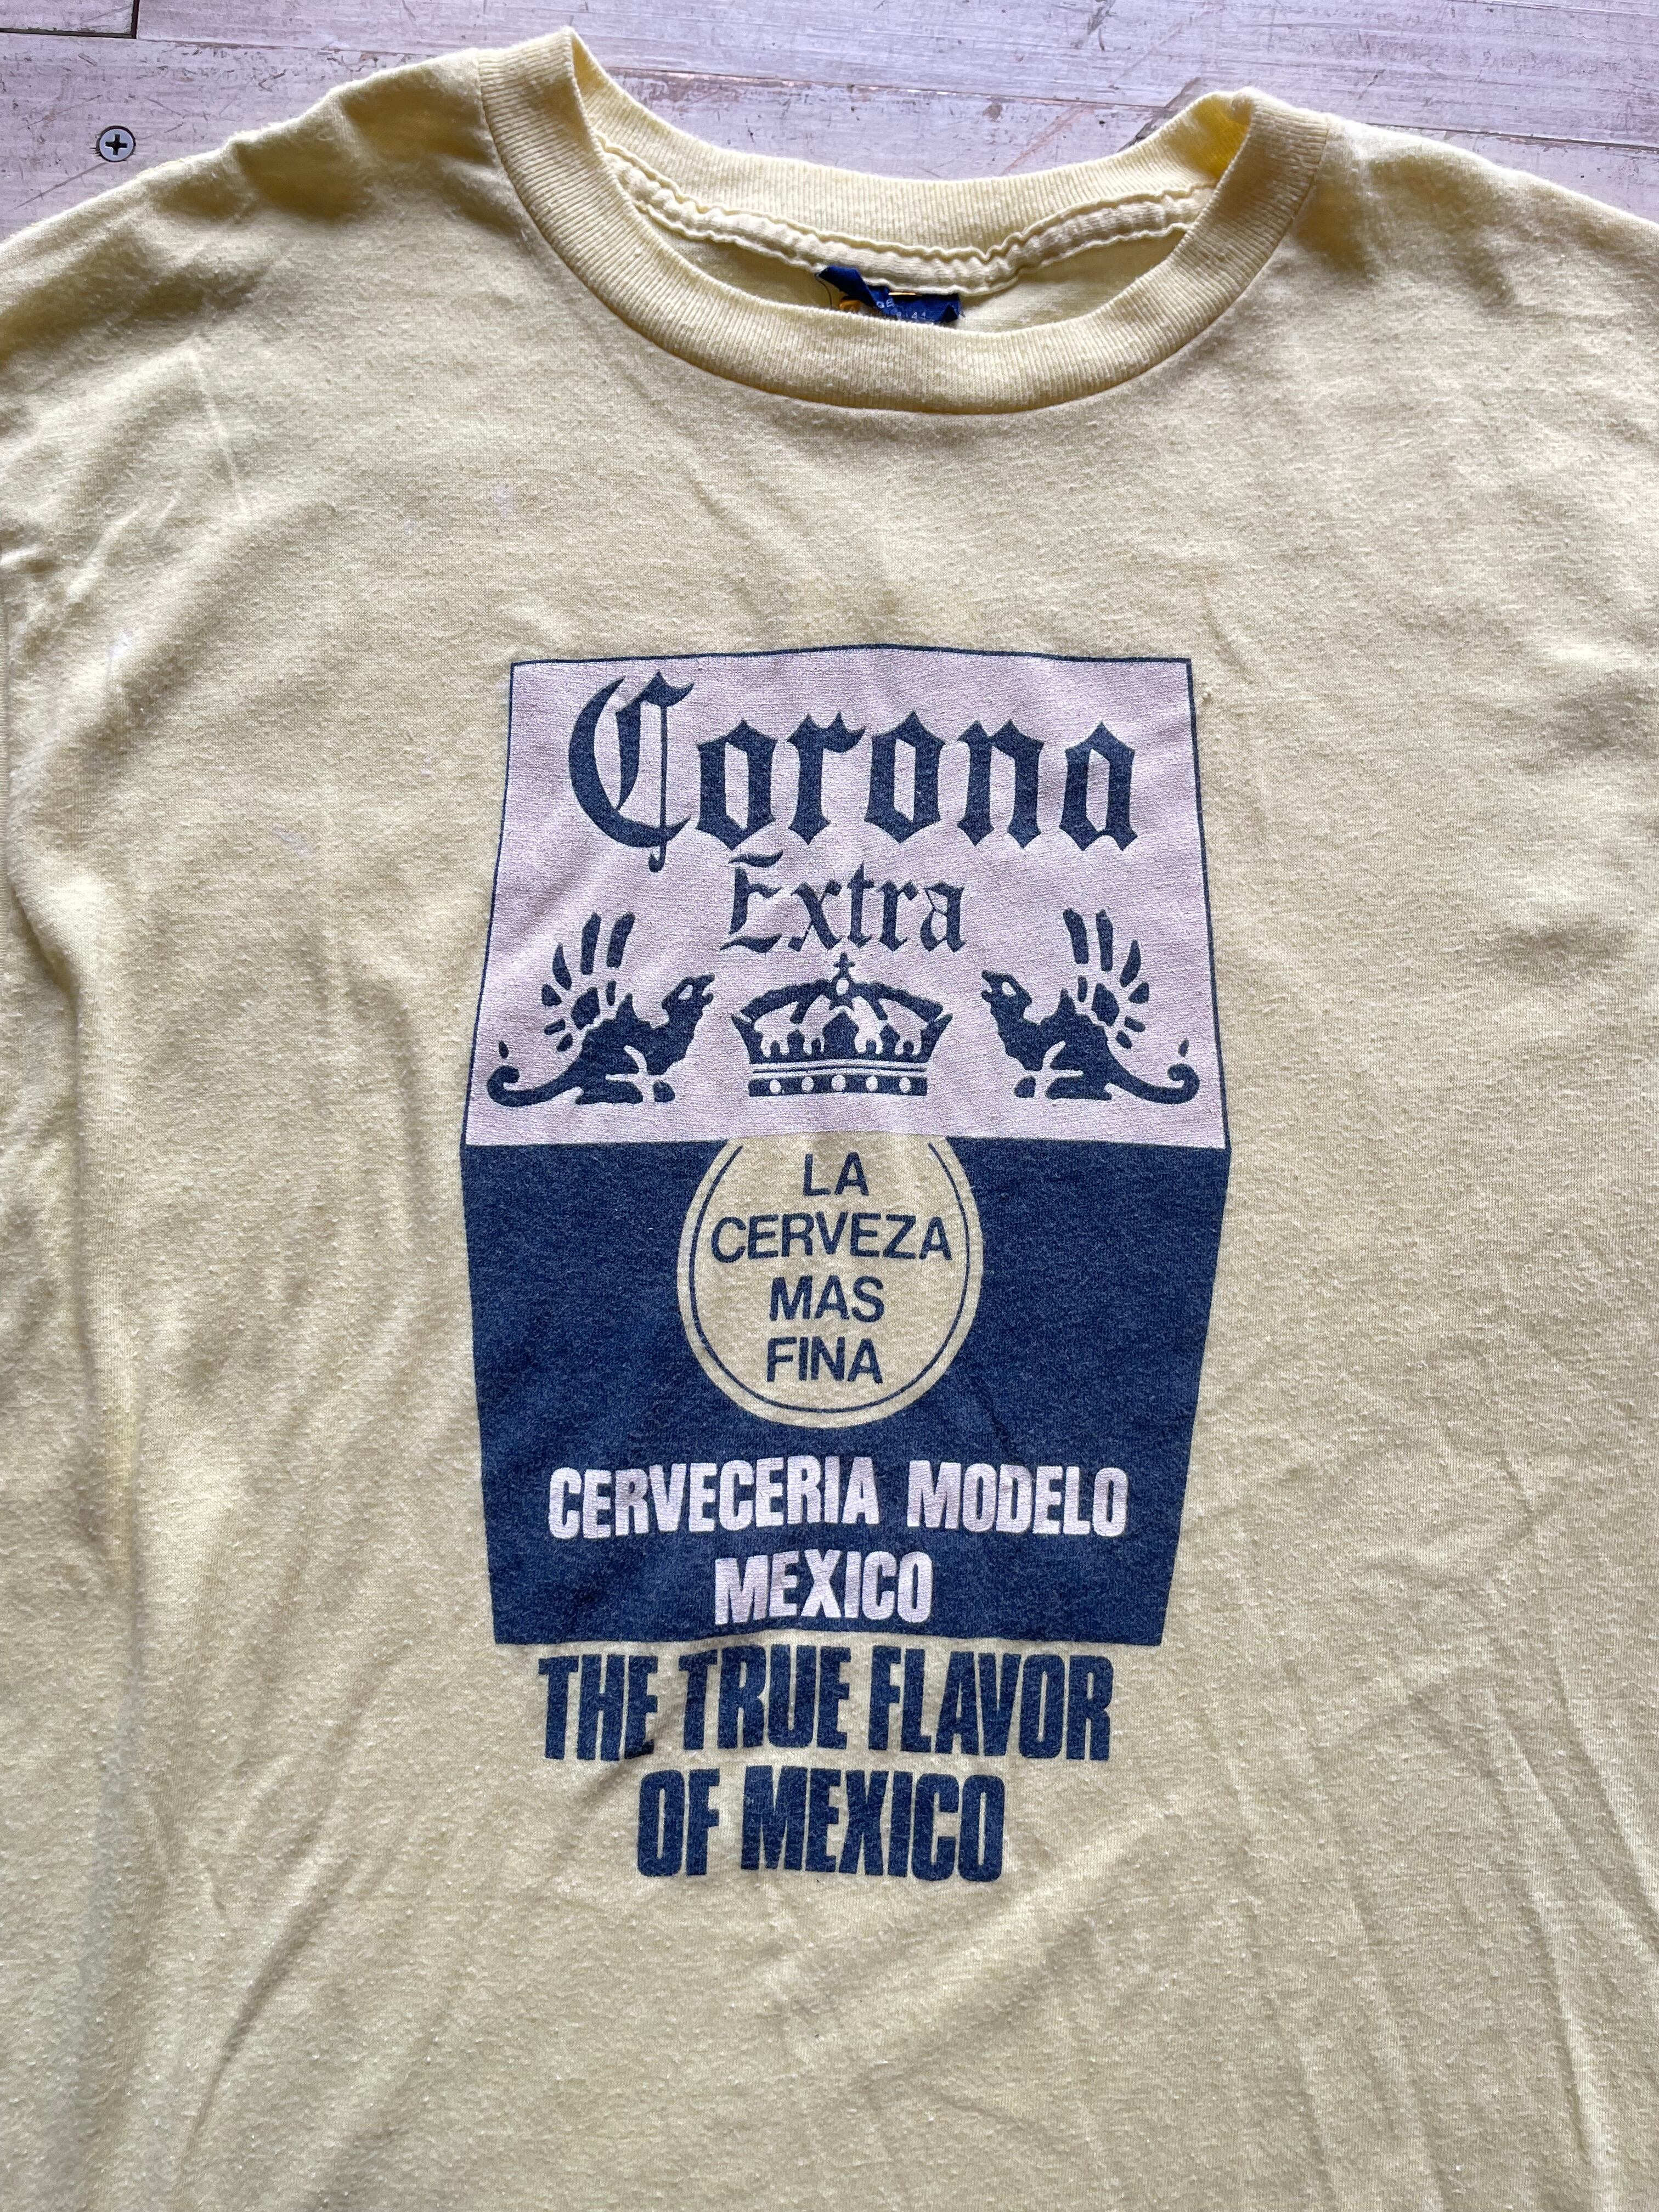 Corona
Extra
LA
CERVEZA
MAS
FINA
CERVECERIA MODELO
MEXICO
THE TRUE FLAVOR
OF MEXICO